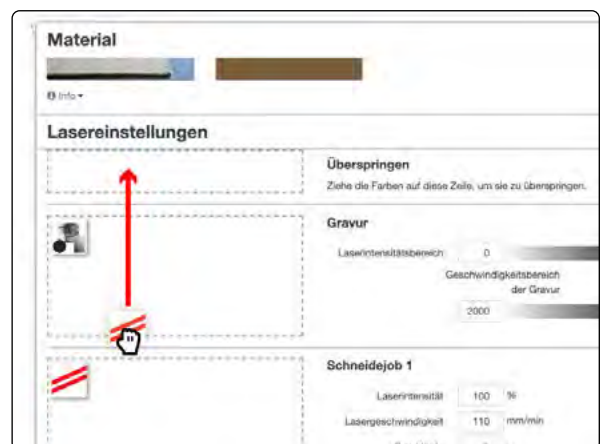 Material
Info
Lasereinstellungen
Überspringen
Ziehe die Farben auf diese Zeile, um sie zu überspringen.
Gravur
Laserintensitätsbereich 0
Geschwindigkeitsbereich
der Gravur
2000
Schneidejob 1
Laserintensität 100 %
Lasergeschwindigkeit 110 mm/min